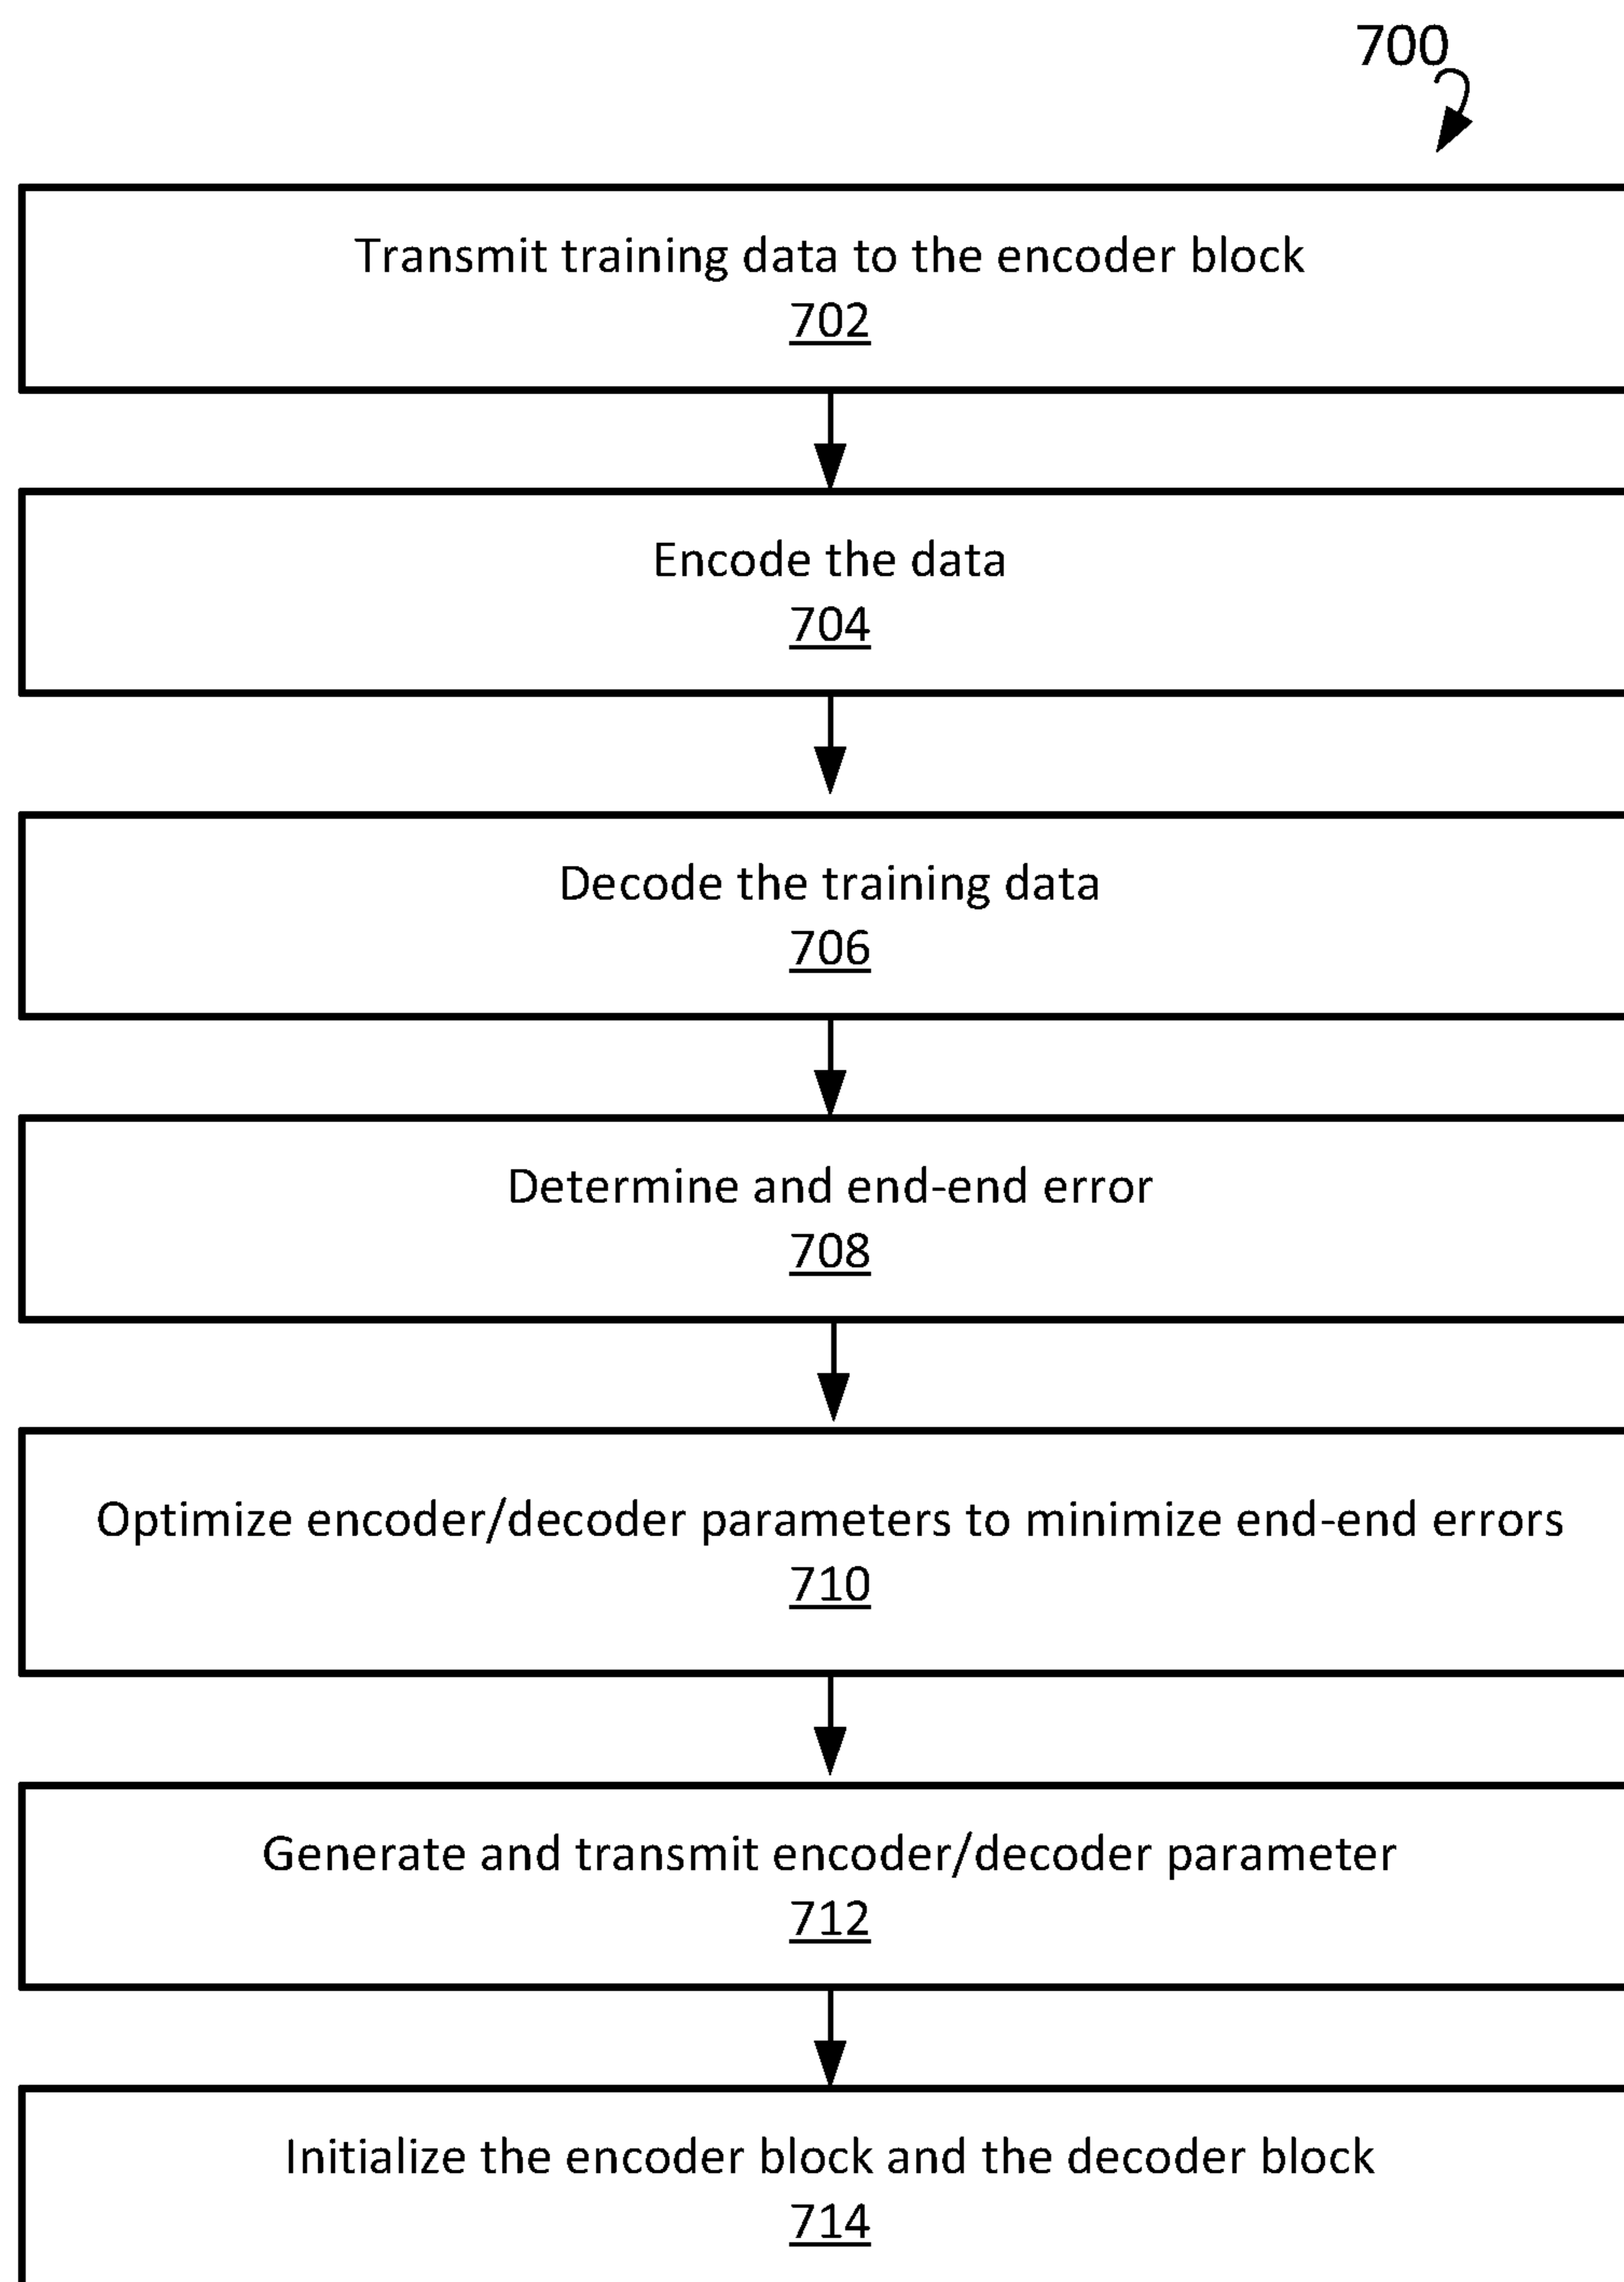 700
Transmit training data to the encoder block
702
Encode the data
704
Decode the training data
706
Determine and end-end error
708
Optimize encoder/decoder parameters to minimize end-end errors
710
Generate and transmit encoder/decoder parameter
712
Initialize the encoder block and the decoder block
714